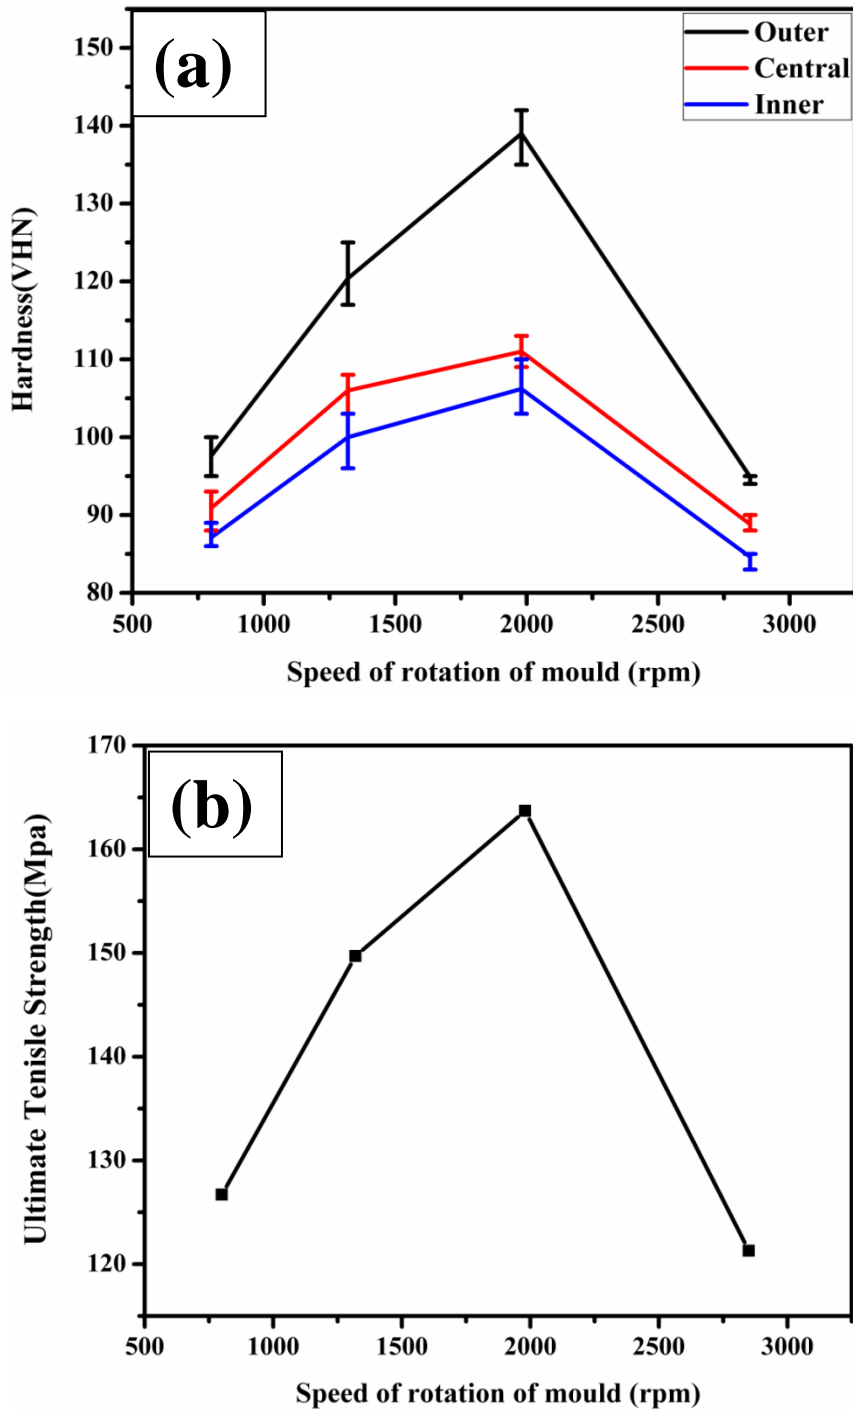 (a)
Outer
Central
Inner
150
140
130
120
110
100
90
80
Hardness(VHN)
500 1000 1500 2000 2500 3000
Speed of rotation of mould (rpm)
(b)
170
160
150
140
130
120
Ultimate Tenisle Strength(Mpa)
500 1000 1500 2000 2500 3000
Speed of rotation of mould (rpm)